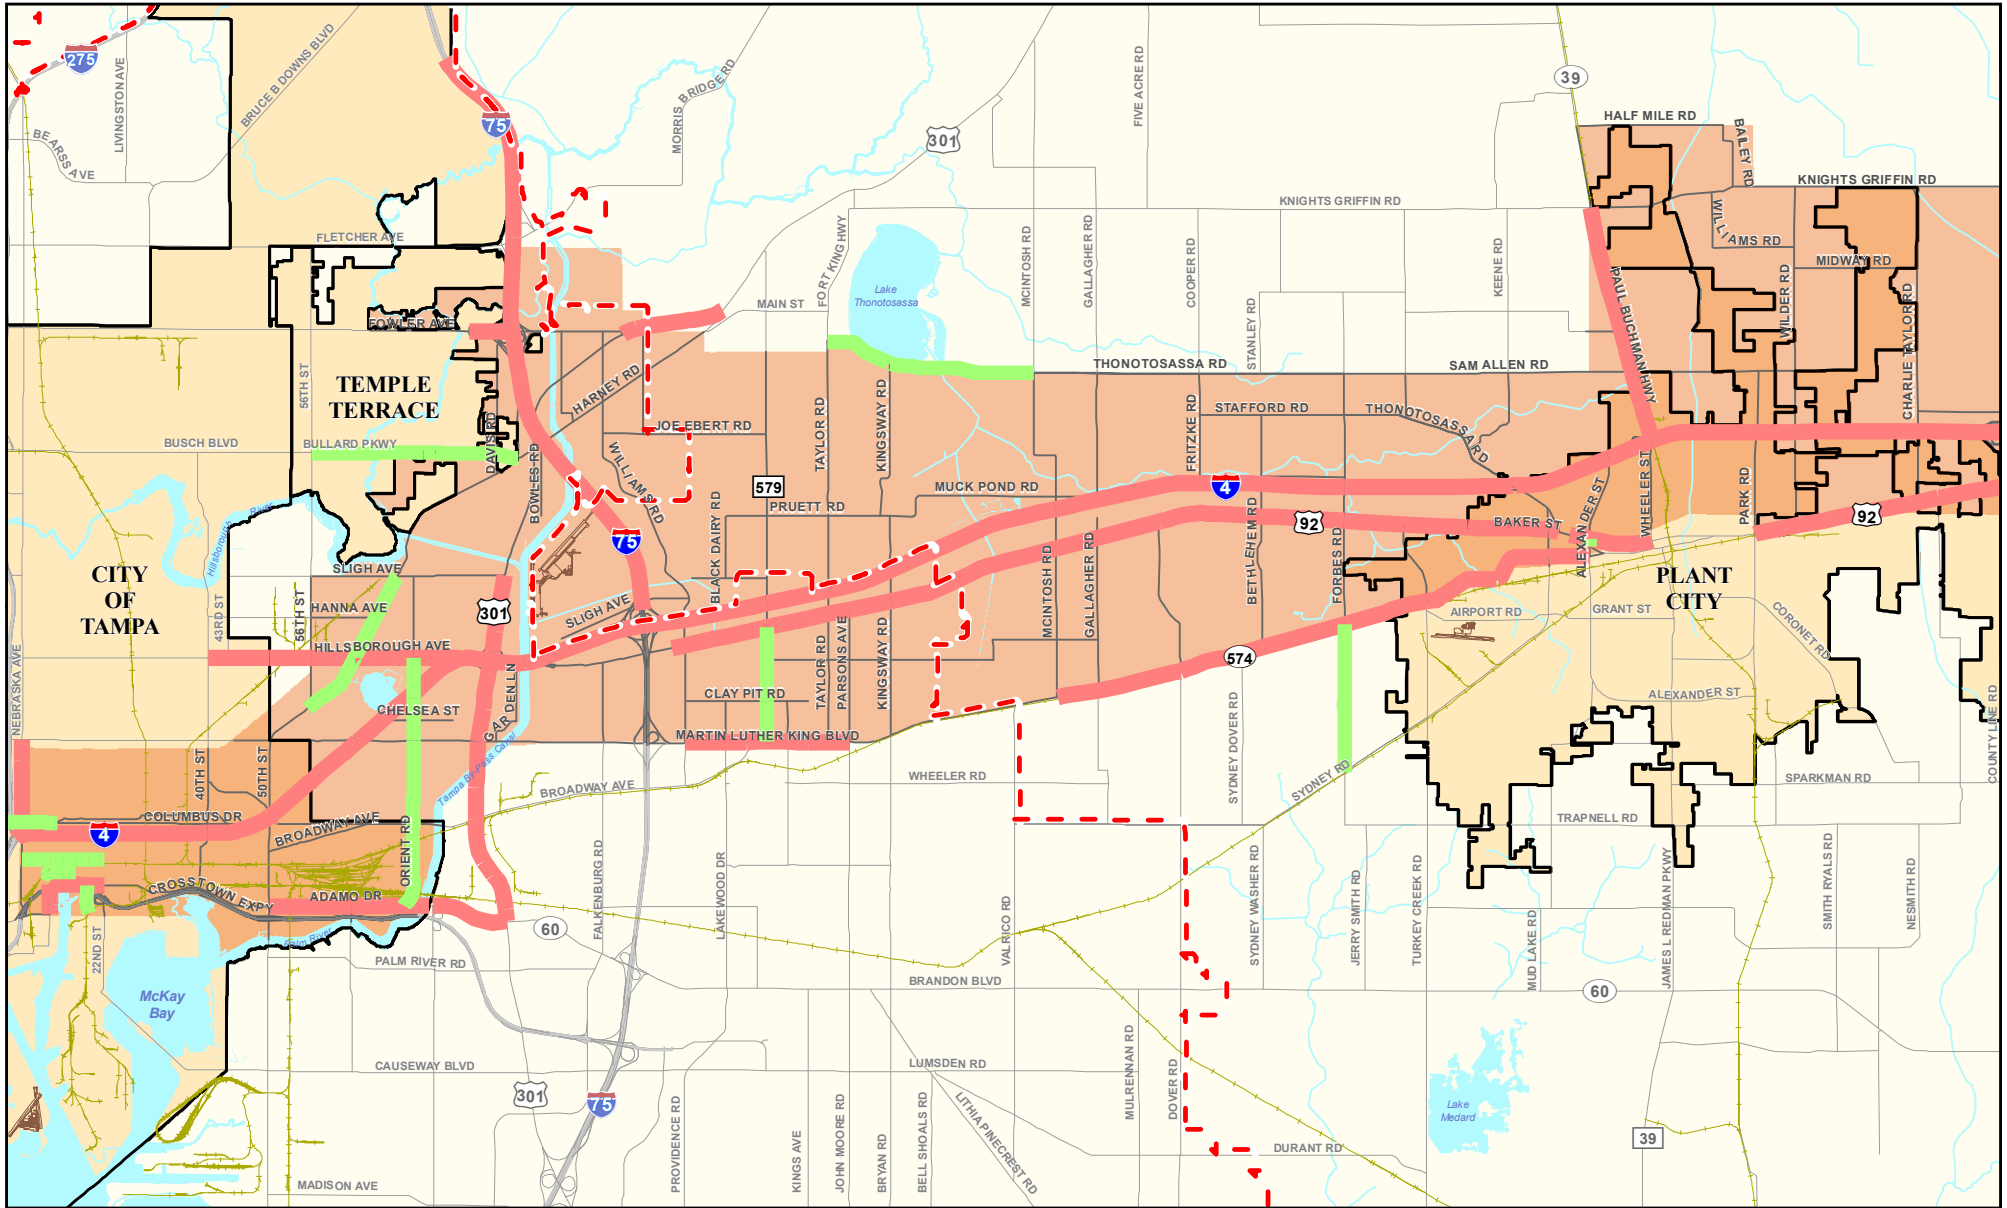 275
LIVINGSTON AVE
BRUCE B DOWNS BLVD
BEARSS AVE
75
MORRIS BRIDGE RD
301
FIVE ACRE RD
39
HALF MILE RD
BAILEY RD
KNIGHTS GRIFFIN RD
KNIGHTS GRIFFIN RD
WILLIAMS RD
MIDWAY RD
FLETCHER AVE
FORT KING HWY
Lake
Thonotosassa
MCINTOSH RD
GALLAGHER RD
COOPER RD
STANLEY RD
KEENE RD
PAUL BUCHMAN HWY
WILDER RD
CHARLIE TAYLOR RD
MAIN ST
FOWLER AVE
56TH ST
TEMPLE
TERRACE
HARNEY RD
THONOTOSASSA RD
SAM ALLEN RD
BUSCH BLVD
BULLARD PKWY
DAVIS RD
BOWLES RD
JOE EBERT RD
WILLIAMS RD
TAYLOR RD
KINGSWAY RD
FRITZKE RD
STAFFORD RD
THONOTOSASSA RD
579
PRUETT RD
MUCK POND RD
4
BLACK DAIRY RD
75
92
BETHLEHEM RD
FORBES RD
BAKER ST
ALEXANDER ST
WHEELER ST
PARK RD
92
Hillsborough River
CITY
OF
TAMPA
SLIGH AVE
43RD ST
56TH ST
HANNA AVE
301
SLIGH AVE
HILLSBOROUGH AVE
MCINTOSH RD
GALLAGHER RD
PLANT
CITY
AIRPORT RD
GRANT ST
CORONET RD
574
NEBRASKA AVE
GARDEN LN
CLAY PIT RD
TAYLOR RD
PARSONS AVE
KINGSWAY RD
CHELSEA ST
ALEXANDER ST
MARTIN LUTHER KING BLVD
Tampa By-Pass Canal
40TH ST
50TH ST
SYDNEY DOVER RD
SYDNEY RD
COUNTY LINE RD
BROADWAY AVE
WHEELER RD
SPARKMAN RD
COLUMBUS DR
4
BROADWAY AVE
ORIENT RD
TRAPNELL RD
CROSSTOWN EXPY
ADAMO DR
60
FALKENBURG RD
LAKEWOOD DR
VALRICO RD
SYDNEY WASHER RD
JERRY SMITH RD
TURKEY CREEK RD
MUD LAKE RD
JAMES L REDMAN PKWY
SMITH RYALS RD
NESMITH RD
22ND ST
Palm River
PALM RIVER RD
BRANDON BLVD
60
McKay
Bay
CAUSEWAY BLVD
LUMSDEN RD
301
75
PROVIDENCE RD
KINGS AVE
JOHN MOORE RD
BRYAN RD
BELL SHOALS RD
LITHIA PINECREST RD
MULRENNAN RD
DOVER RD
DURANT RD
Lake
Medard
39
MADISON AVE